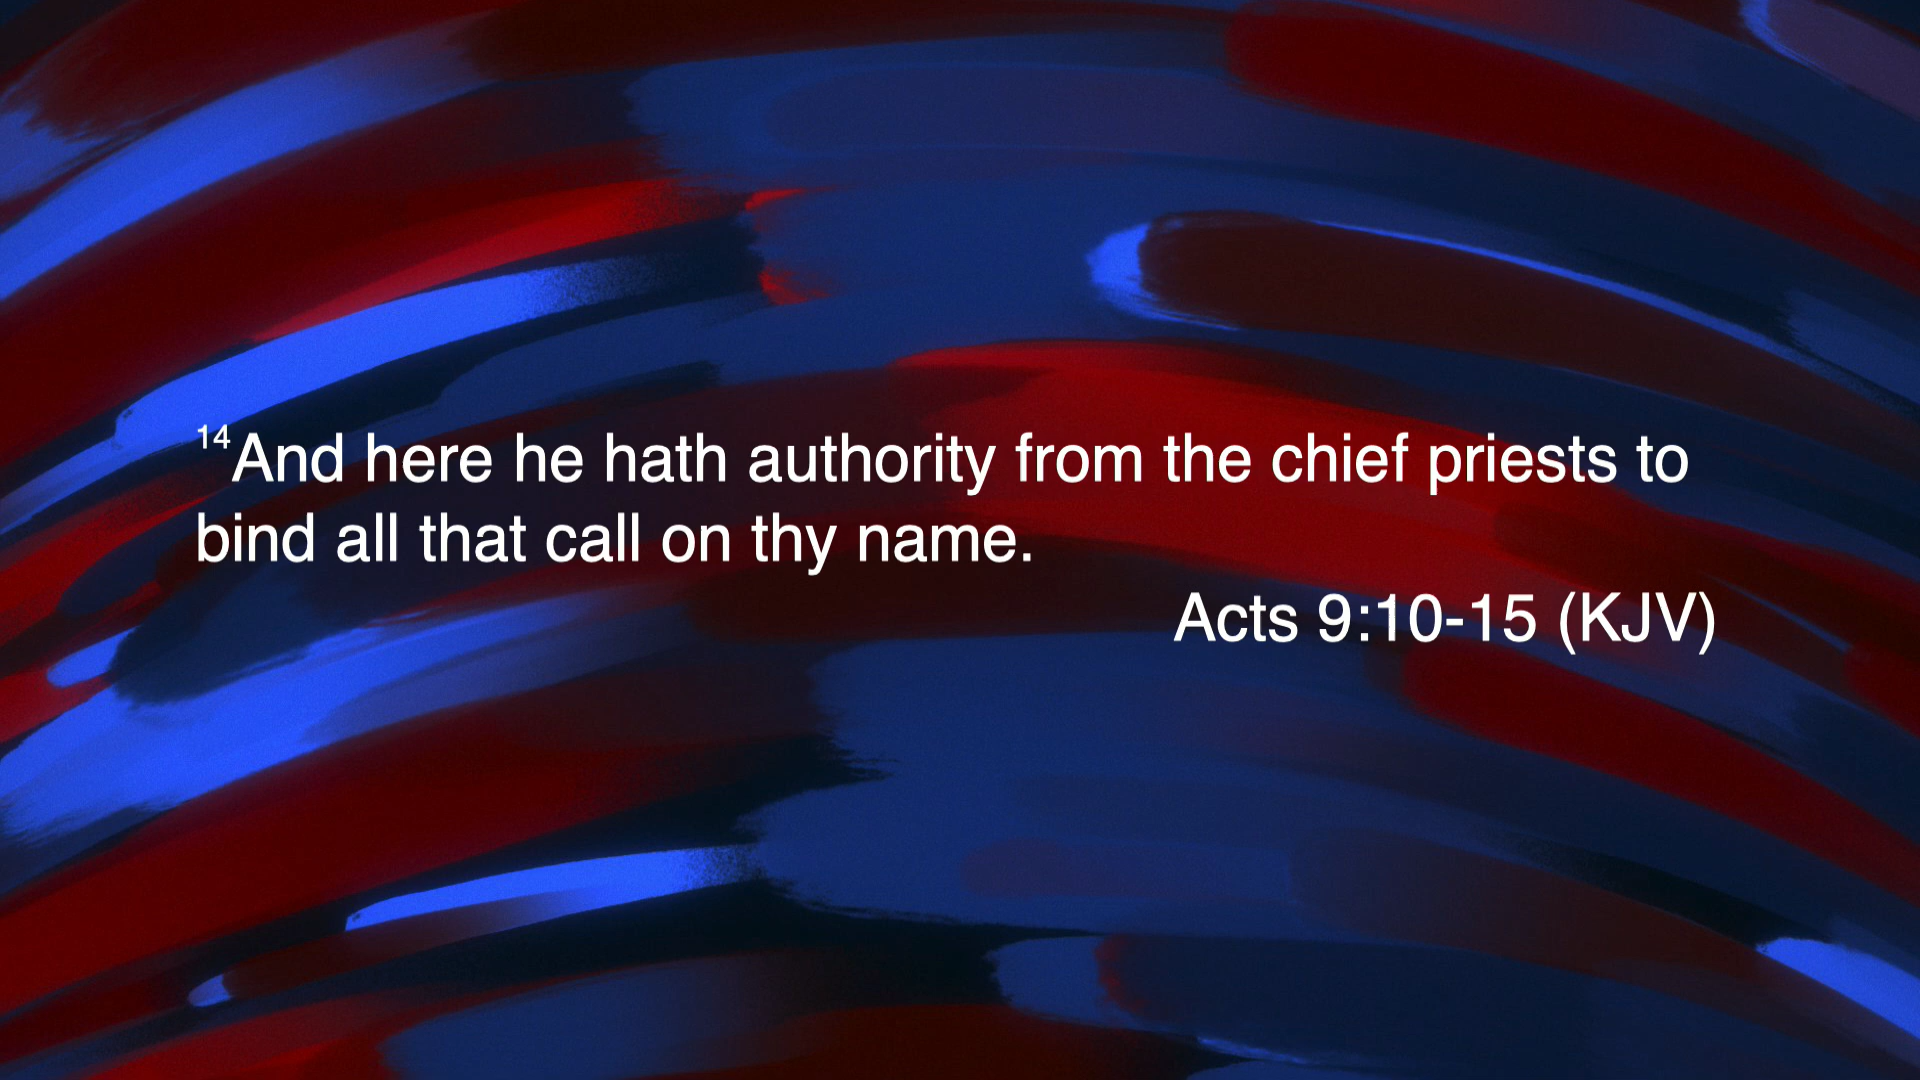 14And here he hath authority from the chief priests to
bind all that call on thy name.
Acts 9:10-15 (KJV)